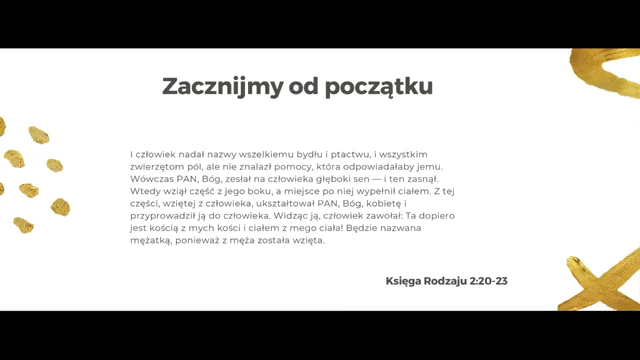 Zacznijmy od początku
I człowiek nadał nazwy wszelkiemu bydłu i ptactwu, i wszystkim
zwierzętom pól, ale nie znalazł pomocy, która odpowiadałaby jemu.
Wówczas PAN, Bóg, zesłał na człowieka głęboki sen — i ten zasnął.
Wtedy wziął część z jego boku, a miejsce po niej wypełnił ciałem. Z tej
części, wziętej z człowieka, ukształtował PAN, Bóg, kobietę i
przyprowadził ją do człowieka. Widząc ją, człowiek zawołał: Ta dopiero
jest kością z mych kości i ciałem z mego ciała! Będzie nazwana
mężatką, ponieważ z męża została wzięta.
Księga Rodzaju 2:20-23